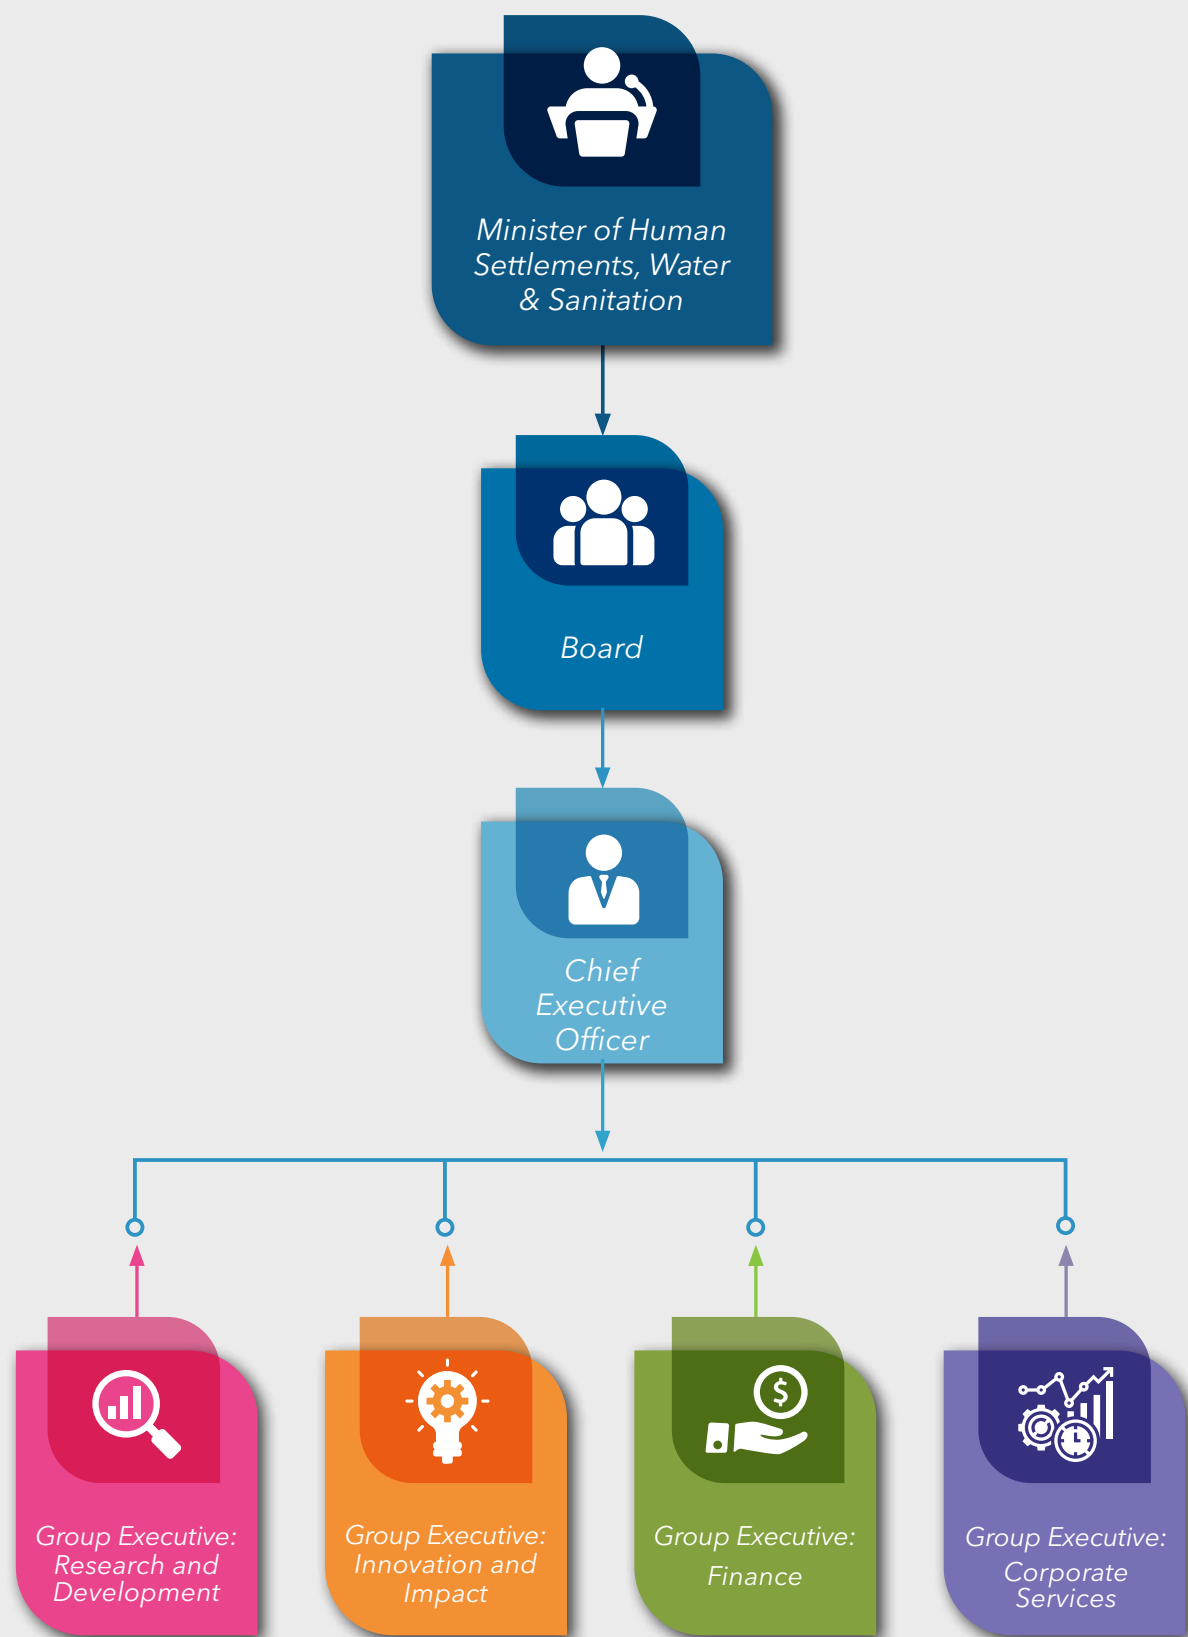 Minister of Human
Settlements, Water
& Sanitation
Board
Chief
Executive
Officer
Group Executive:
Research and
Development
Group Executive:
Innovation and
Impact
$
Group Executive:
Finance
Group Executive:
Corporate
Services